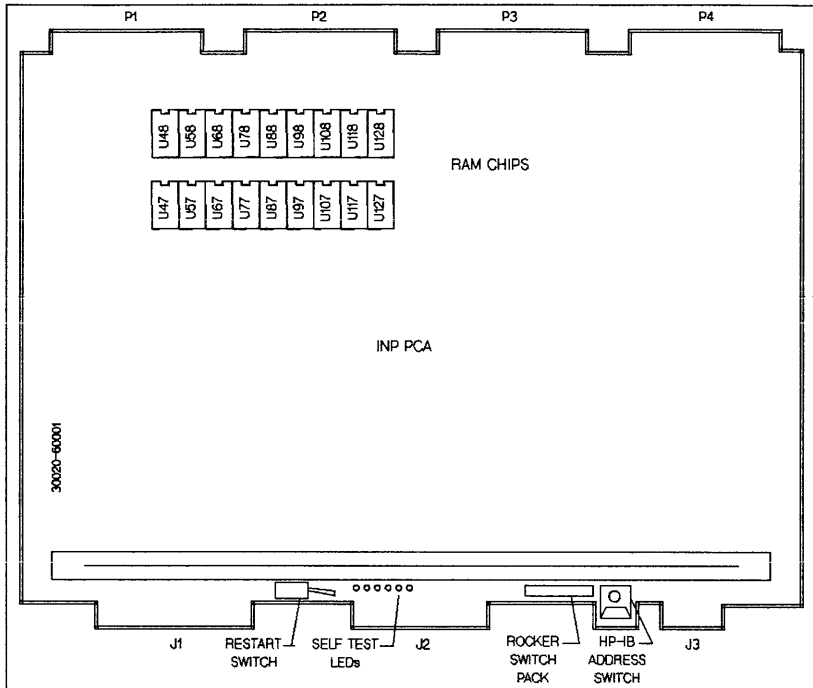 P1 P2 P3 P4
U48 U58 U68 U78 U88 U98 U108 U118 U128
RAM CHIPS
U47 U57 U67 U77 U87 U97 U107 U117 U127
INP PCA
30020-60001
J1 RESTART SWITCH SELF TEST LEDs J2 ROCKER SWITCH PACK HP-IB ADDRESS SWITCH J3